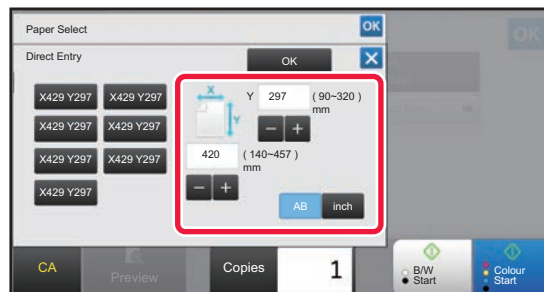 Paper Select
OK
OK
Direct Entry
OK
X429 Y297
X429 Y297
X429 Y297
X429 Y297
X429 Y297
X429 Y297
X429 Y297
X
Y
Y 297 ( 90~320 )
mm
420 ( 140~457 )
mm
AB inch
CA
Preview
Copies 1
B/W
Start
Colour
Start